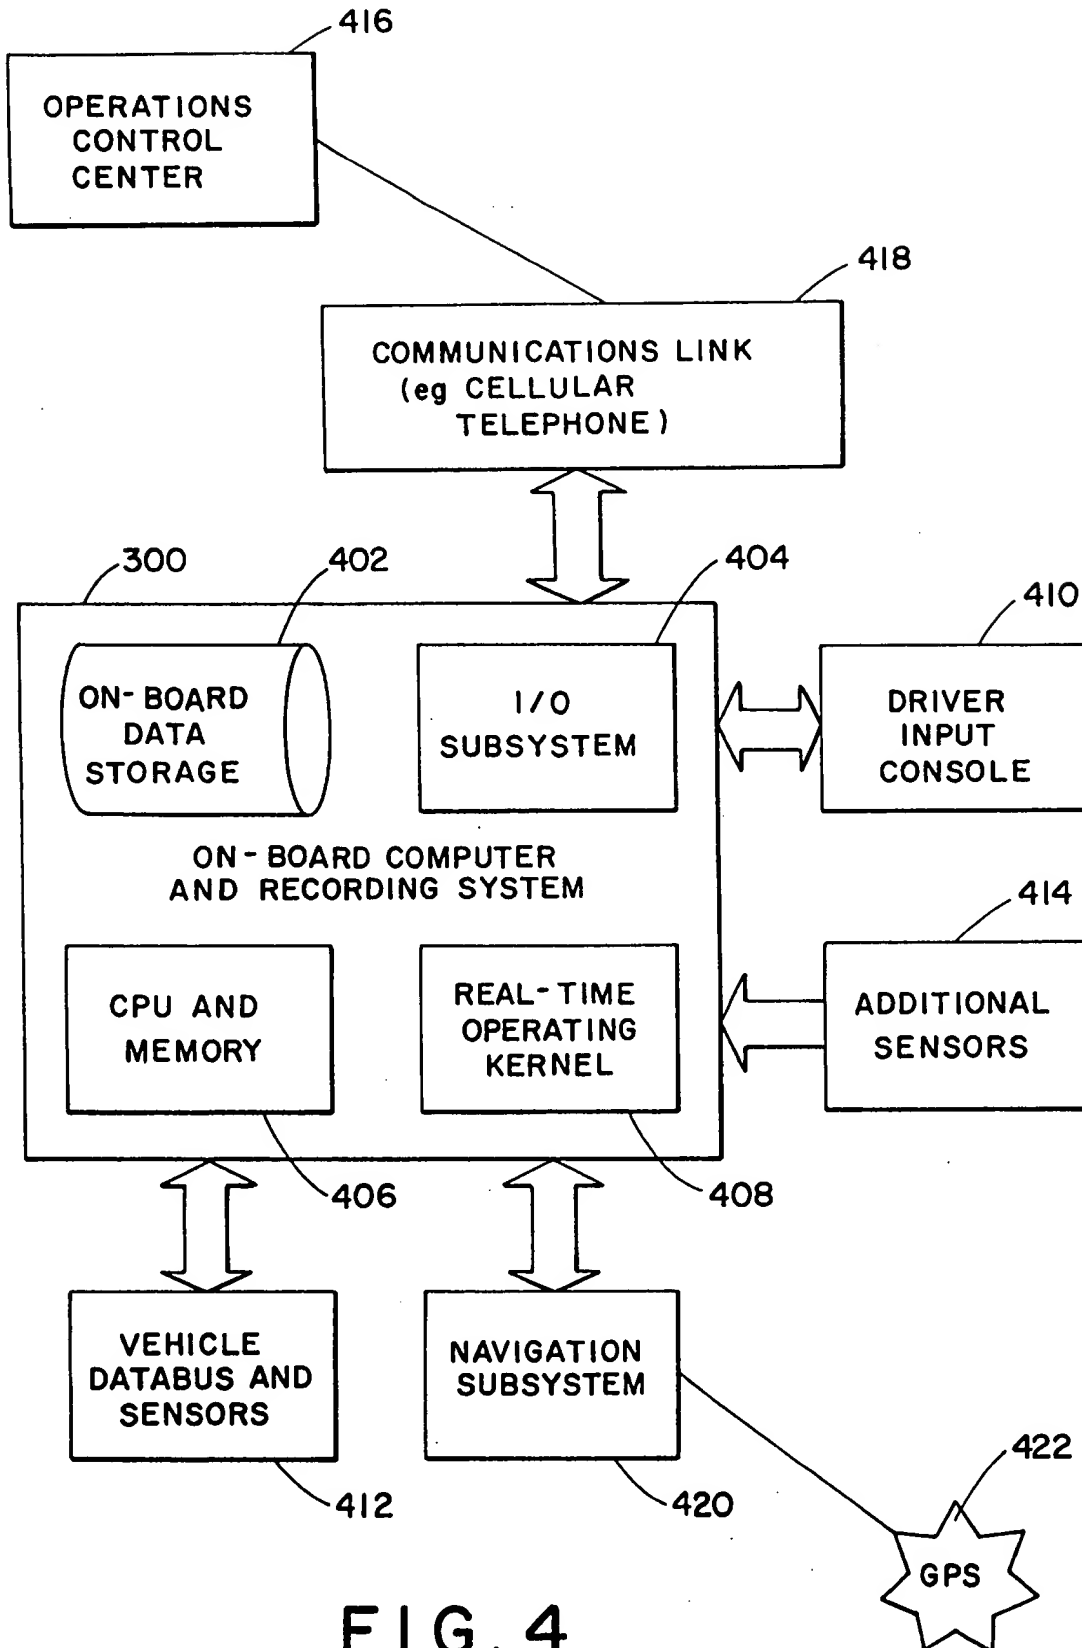 416
OPERATIONS
CONTROL
CENTER
418
COMMUNICATIONS LINK
(eg CELLULAR
TELEPHONE)
300
402
404
410
ON-BOARD
DATA
STORAGE
I/O
SUBSYSTEM
DRIVER
INPUT
CONSOLE
ON-BOARD COMPUTER
AND RECORDING SYSTEM
414
CPU AND
MEMORY
REAL-TIME
OPERATING
KERNEL
ADDITIONAL
SENSORS
406
408
VEHICLE
DATABUS AND
SENSORS
NAVIGATION
SUBSYSTEM
412
420
422
GPS
FIG. 4